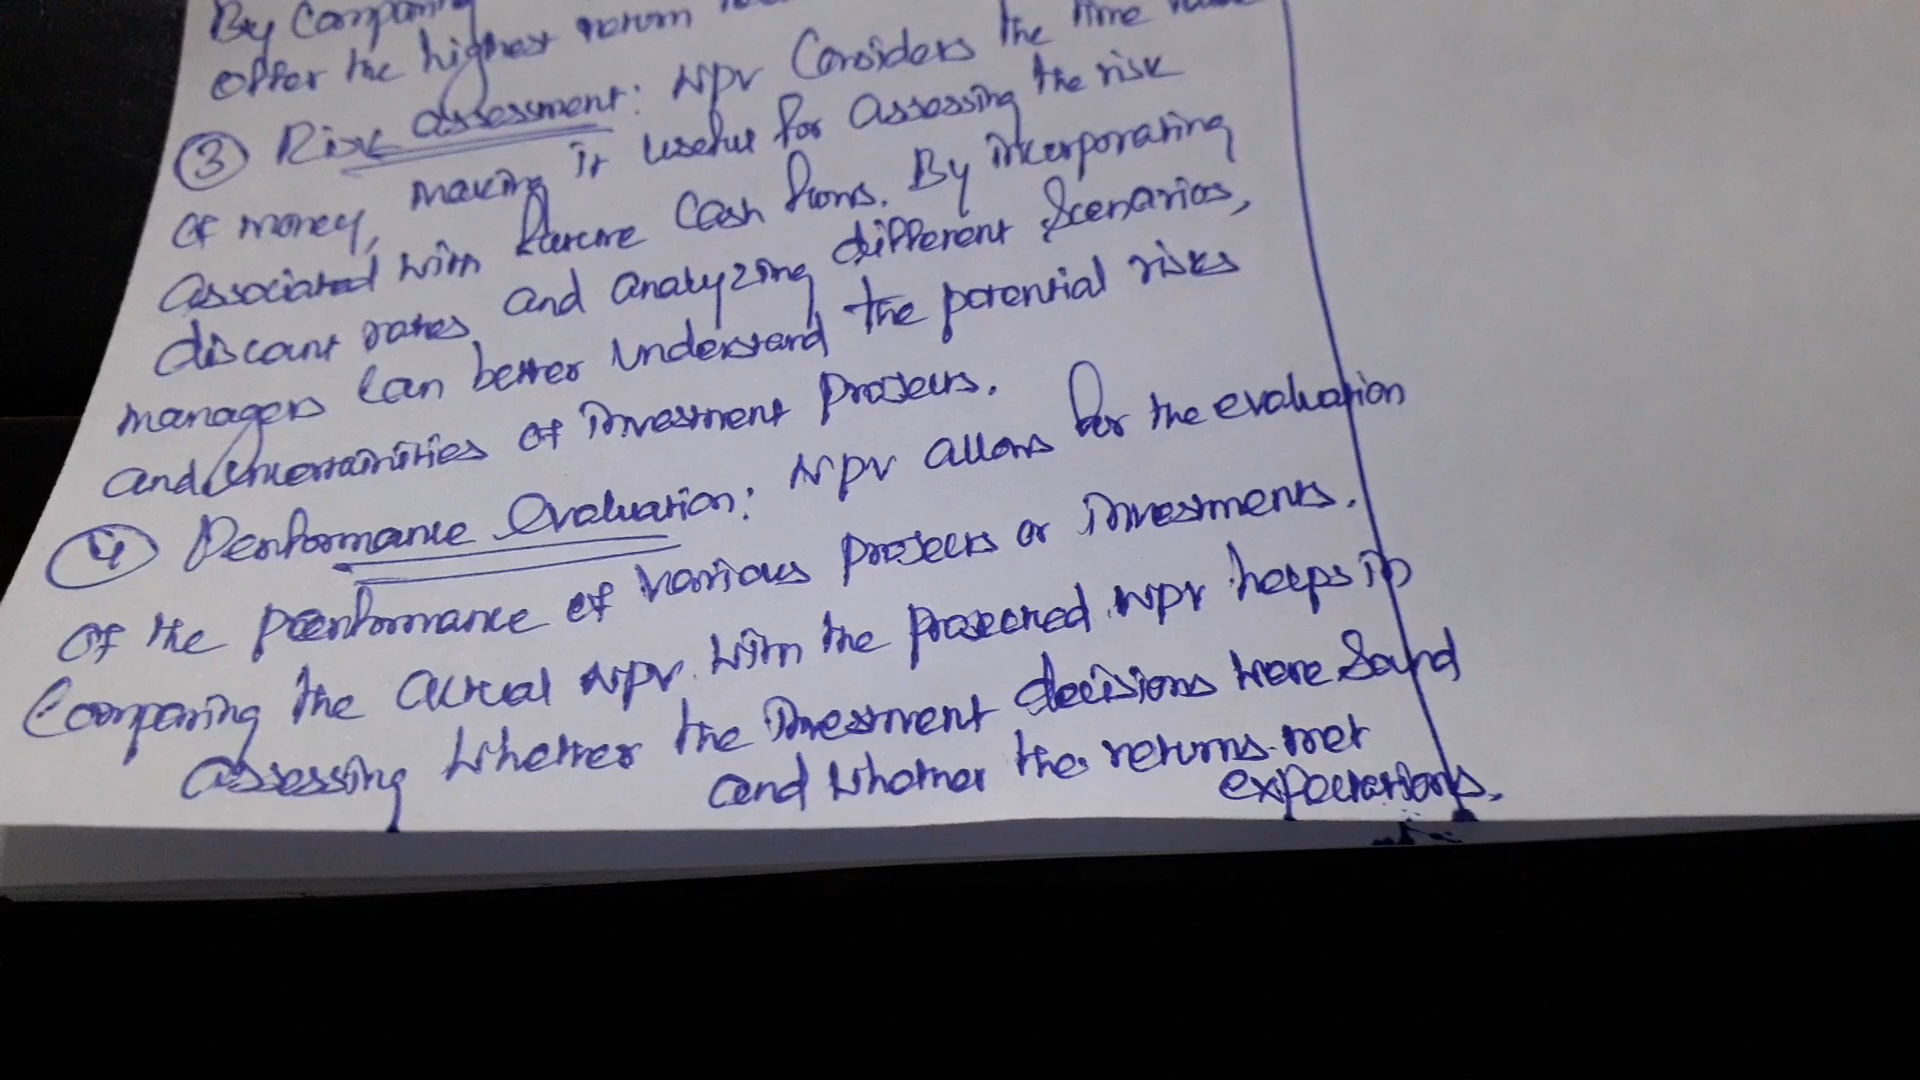 By Comparing
offer the highest return
③ Risk assessment: NPV Considers the time value
of money, making it useful for assessing the risk
associated with future Cash flows. By incorporating
discount rates and analyzing different Scenarios,
managers Can better understand the potential risks
and uncertainities of investment projects.
④ Performance evaluation: NPV allows for the evaluation
of the performance of various projects or investments.
Comparing the actual NPV with the projected NPV helps in
assessing whether the investment decisions were Sound
and whether the returns met
expectations.